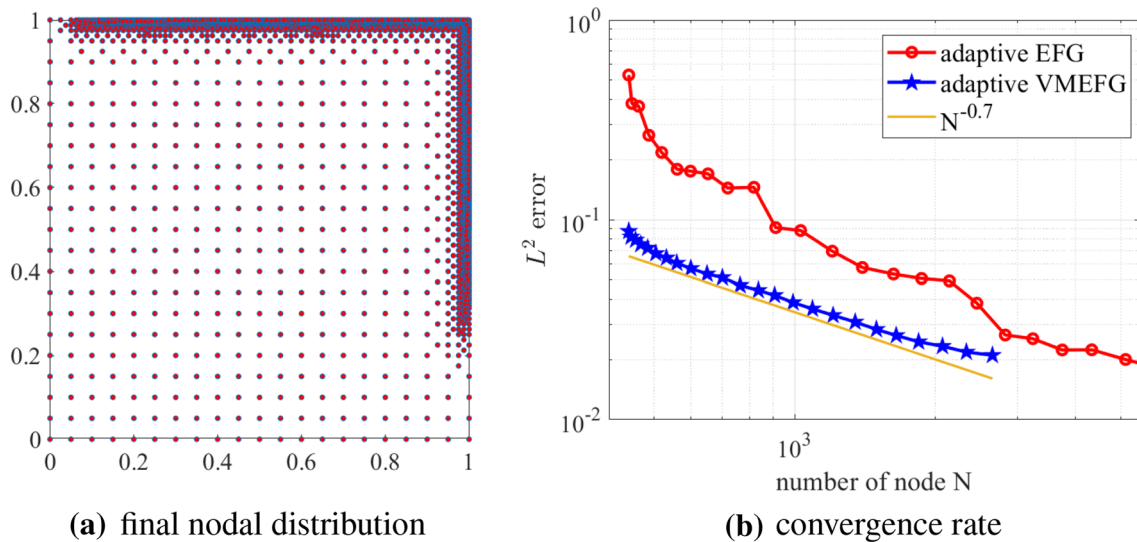 1
0.8
0.6
0.4
0.2
0
0 0.2 0.4 0.6 0.8 1
(a) final nodal distribution
10^0
10^-1
10^-2
L^2 error
adaptive EFG
adaptive VMEFG
N^-0.7
10^3
number of node N
(b) convergence rate